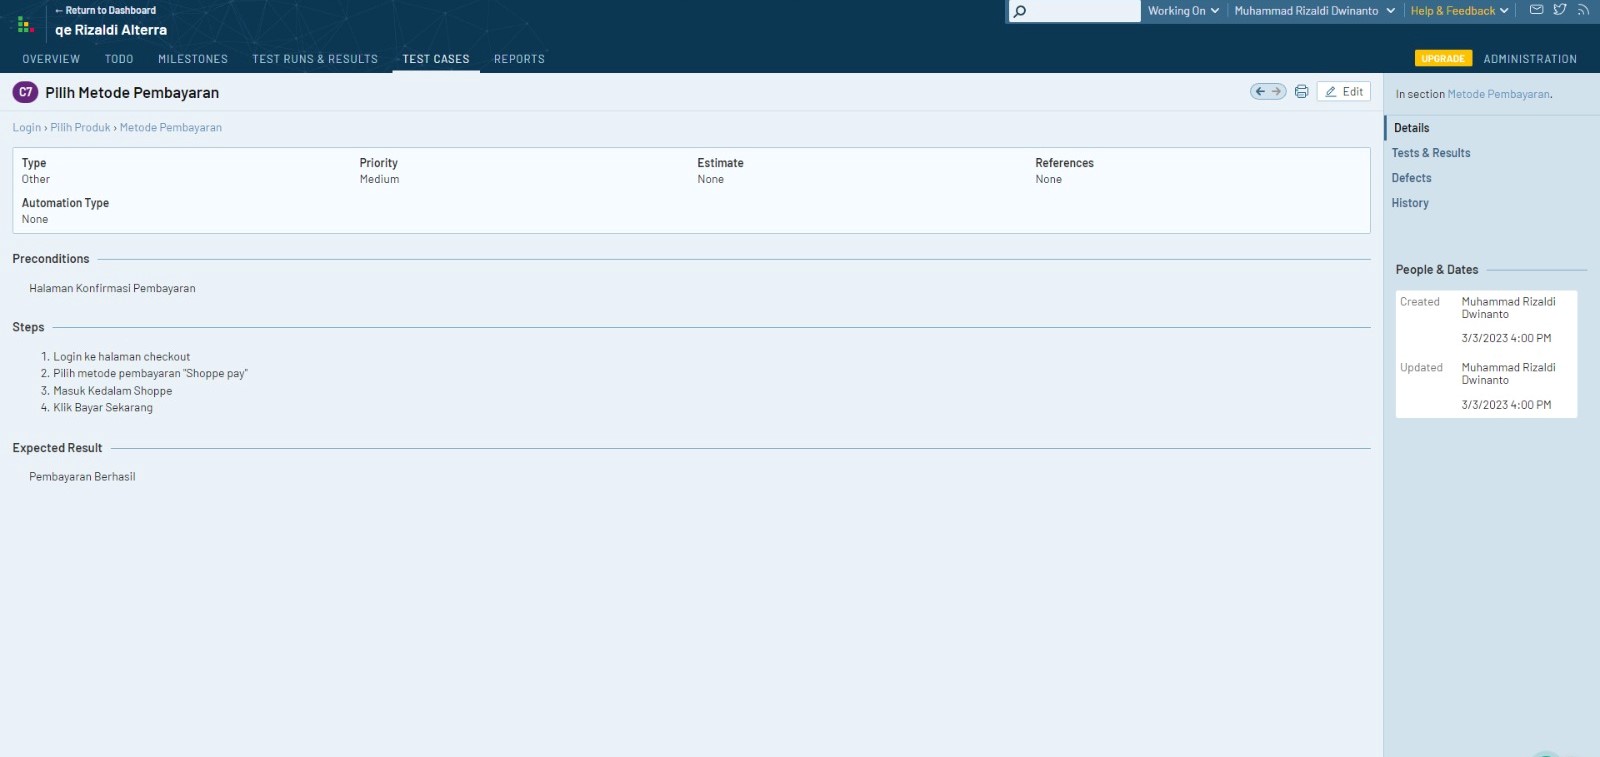 ← Return to Dashboard
qe Rizaldi Alterra
Working On
Muhammad Rizaldi Dwinanto
Help & Feedback
OVERVIEW TODO MILESTONES TEST RUNS & RESULTS TEST CASES REPORTS
UPGRADE ADMINISTRATION
C7 Pilih Metode Pembayaran
Edit
Login › Pilih Produk › Metode Pembayaran
Type Priority Estimate References
Other Medium None None
Automation Type
None
Preconditions
Halaman Konfirmasi Pembayaran
Steps
1. Login ke halaman checkout
2. Pilih metode pembayaran "Shoppe pay"
3. Masuk Kedalam Shoppe
4. Klik Bayar Sekarang
Expected Result
Pembayaran Berhasil
In section Metode Pembayaran.
Details
Tests & Results
Defects
History
People & Dates
Created Muhammad Rizaldi
Dwinanto
3/3/2023 4:00 PM
Updated Muhammad Rizaldi
Dwinanto
3/3/2023 4:00 PM